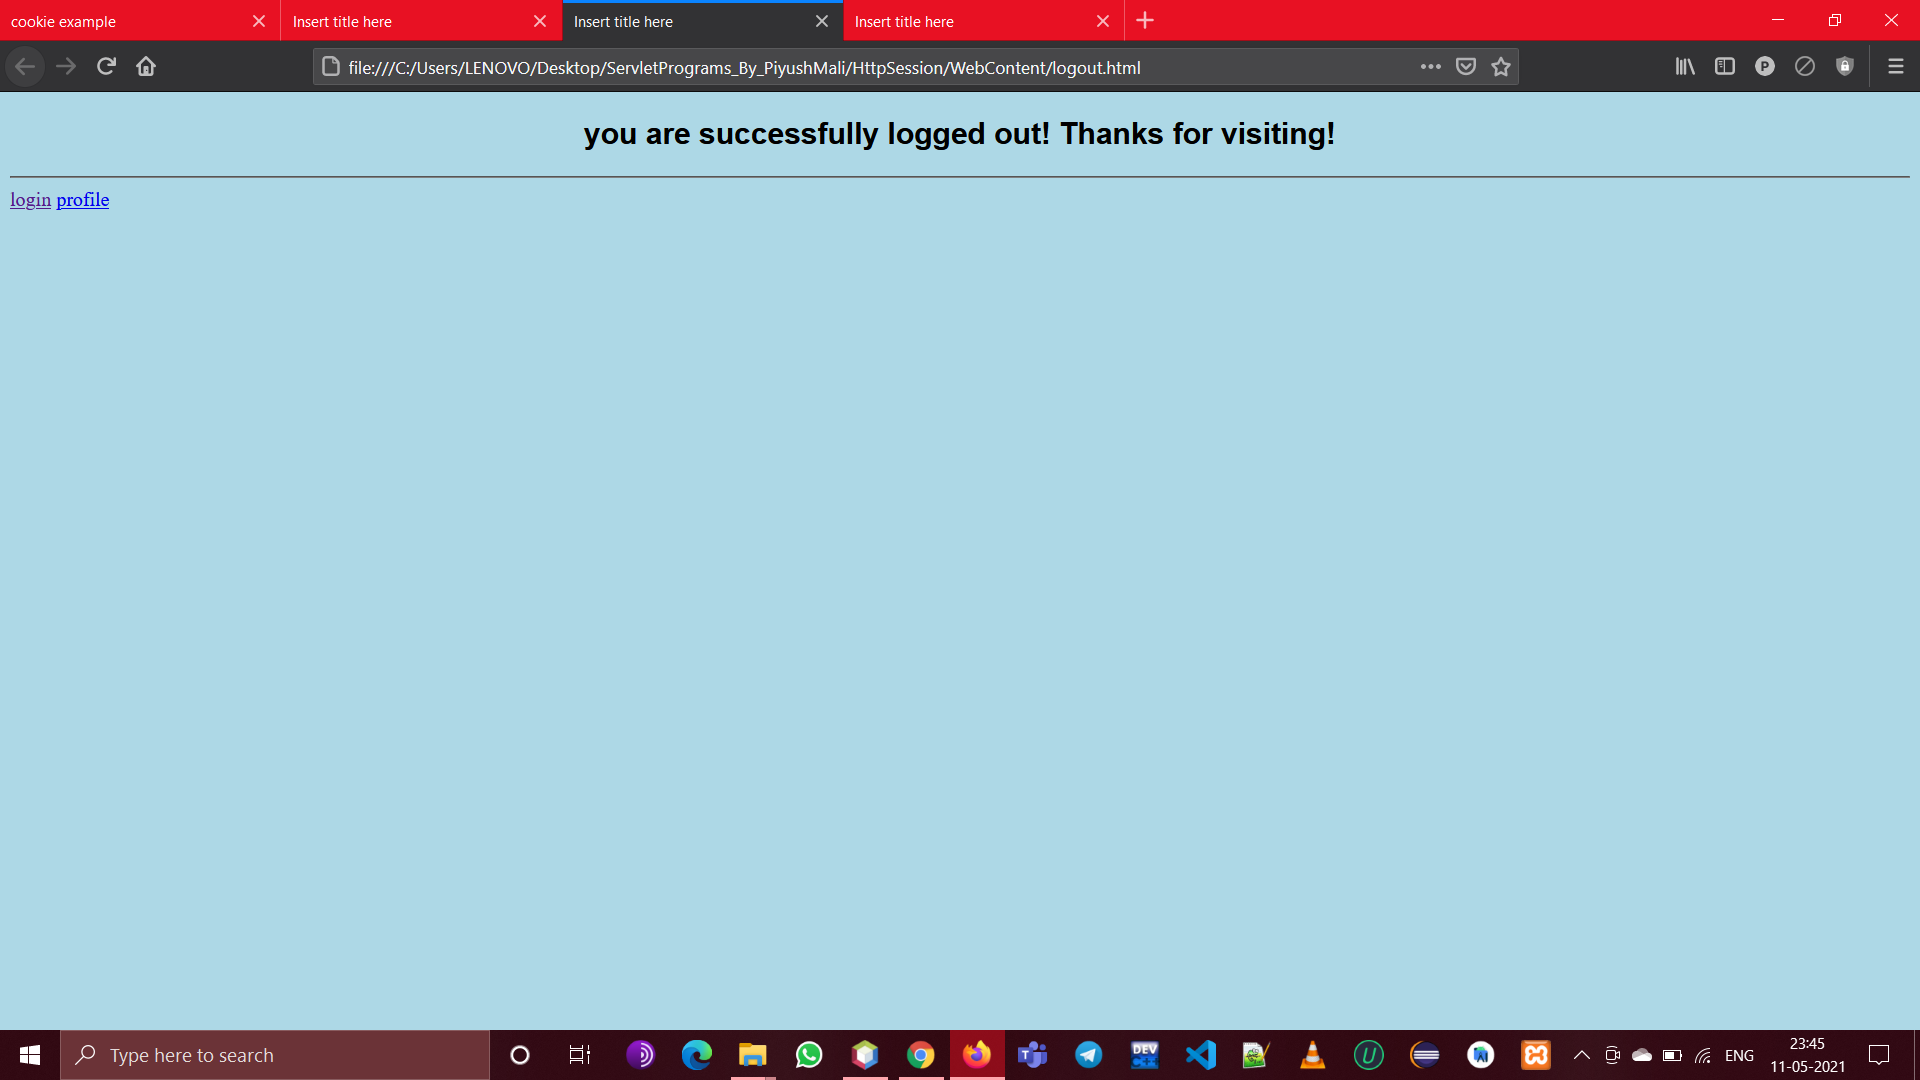 cookie example
Insert title here
Insert title here
Insert title here
file:///C:/Users/LENOVO/Desktop/ServletPrograms_By_PiyushMali/HttpSession/WebContent/logout.html
P
you are successfully logged out! Thanks for visiting!
login profile
Type here to search
DEV
U
ENG
23:45
11-05-2021